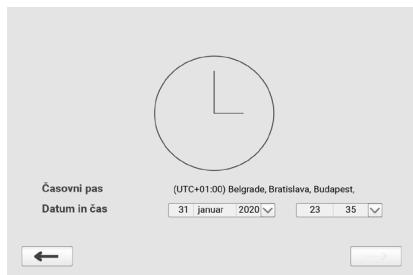 Časovni pas (UTC+01:00) Belgrade, Bratislava, Budapest,
Datum in čas 31 januar 2020 23 35